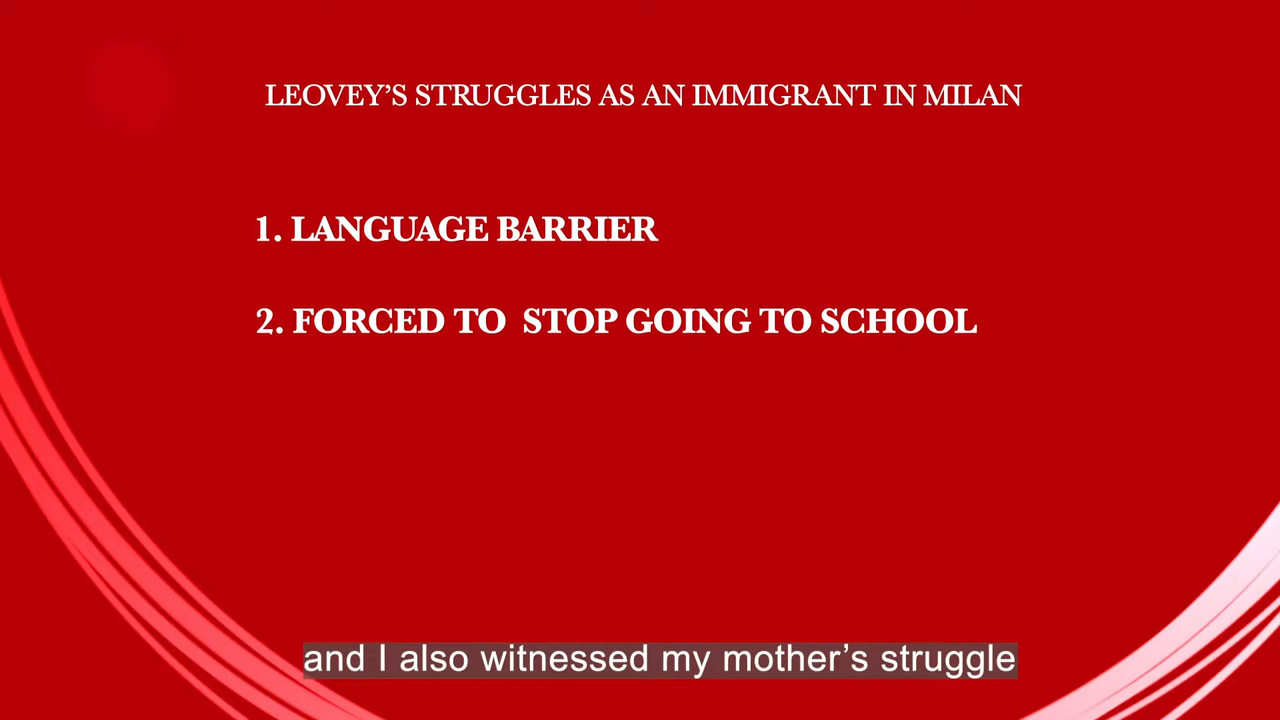 LEOVEY’S STRUGGLES AS AN IMMIGRANT IN MILAN
1. LANGUAGE BARRIER
2. FORCED TO  STOP GOING TO SCHOOL
and I also witnessed my mother’s struggle